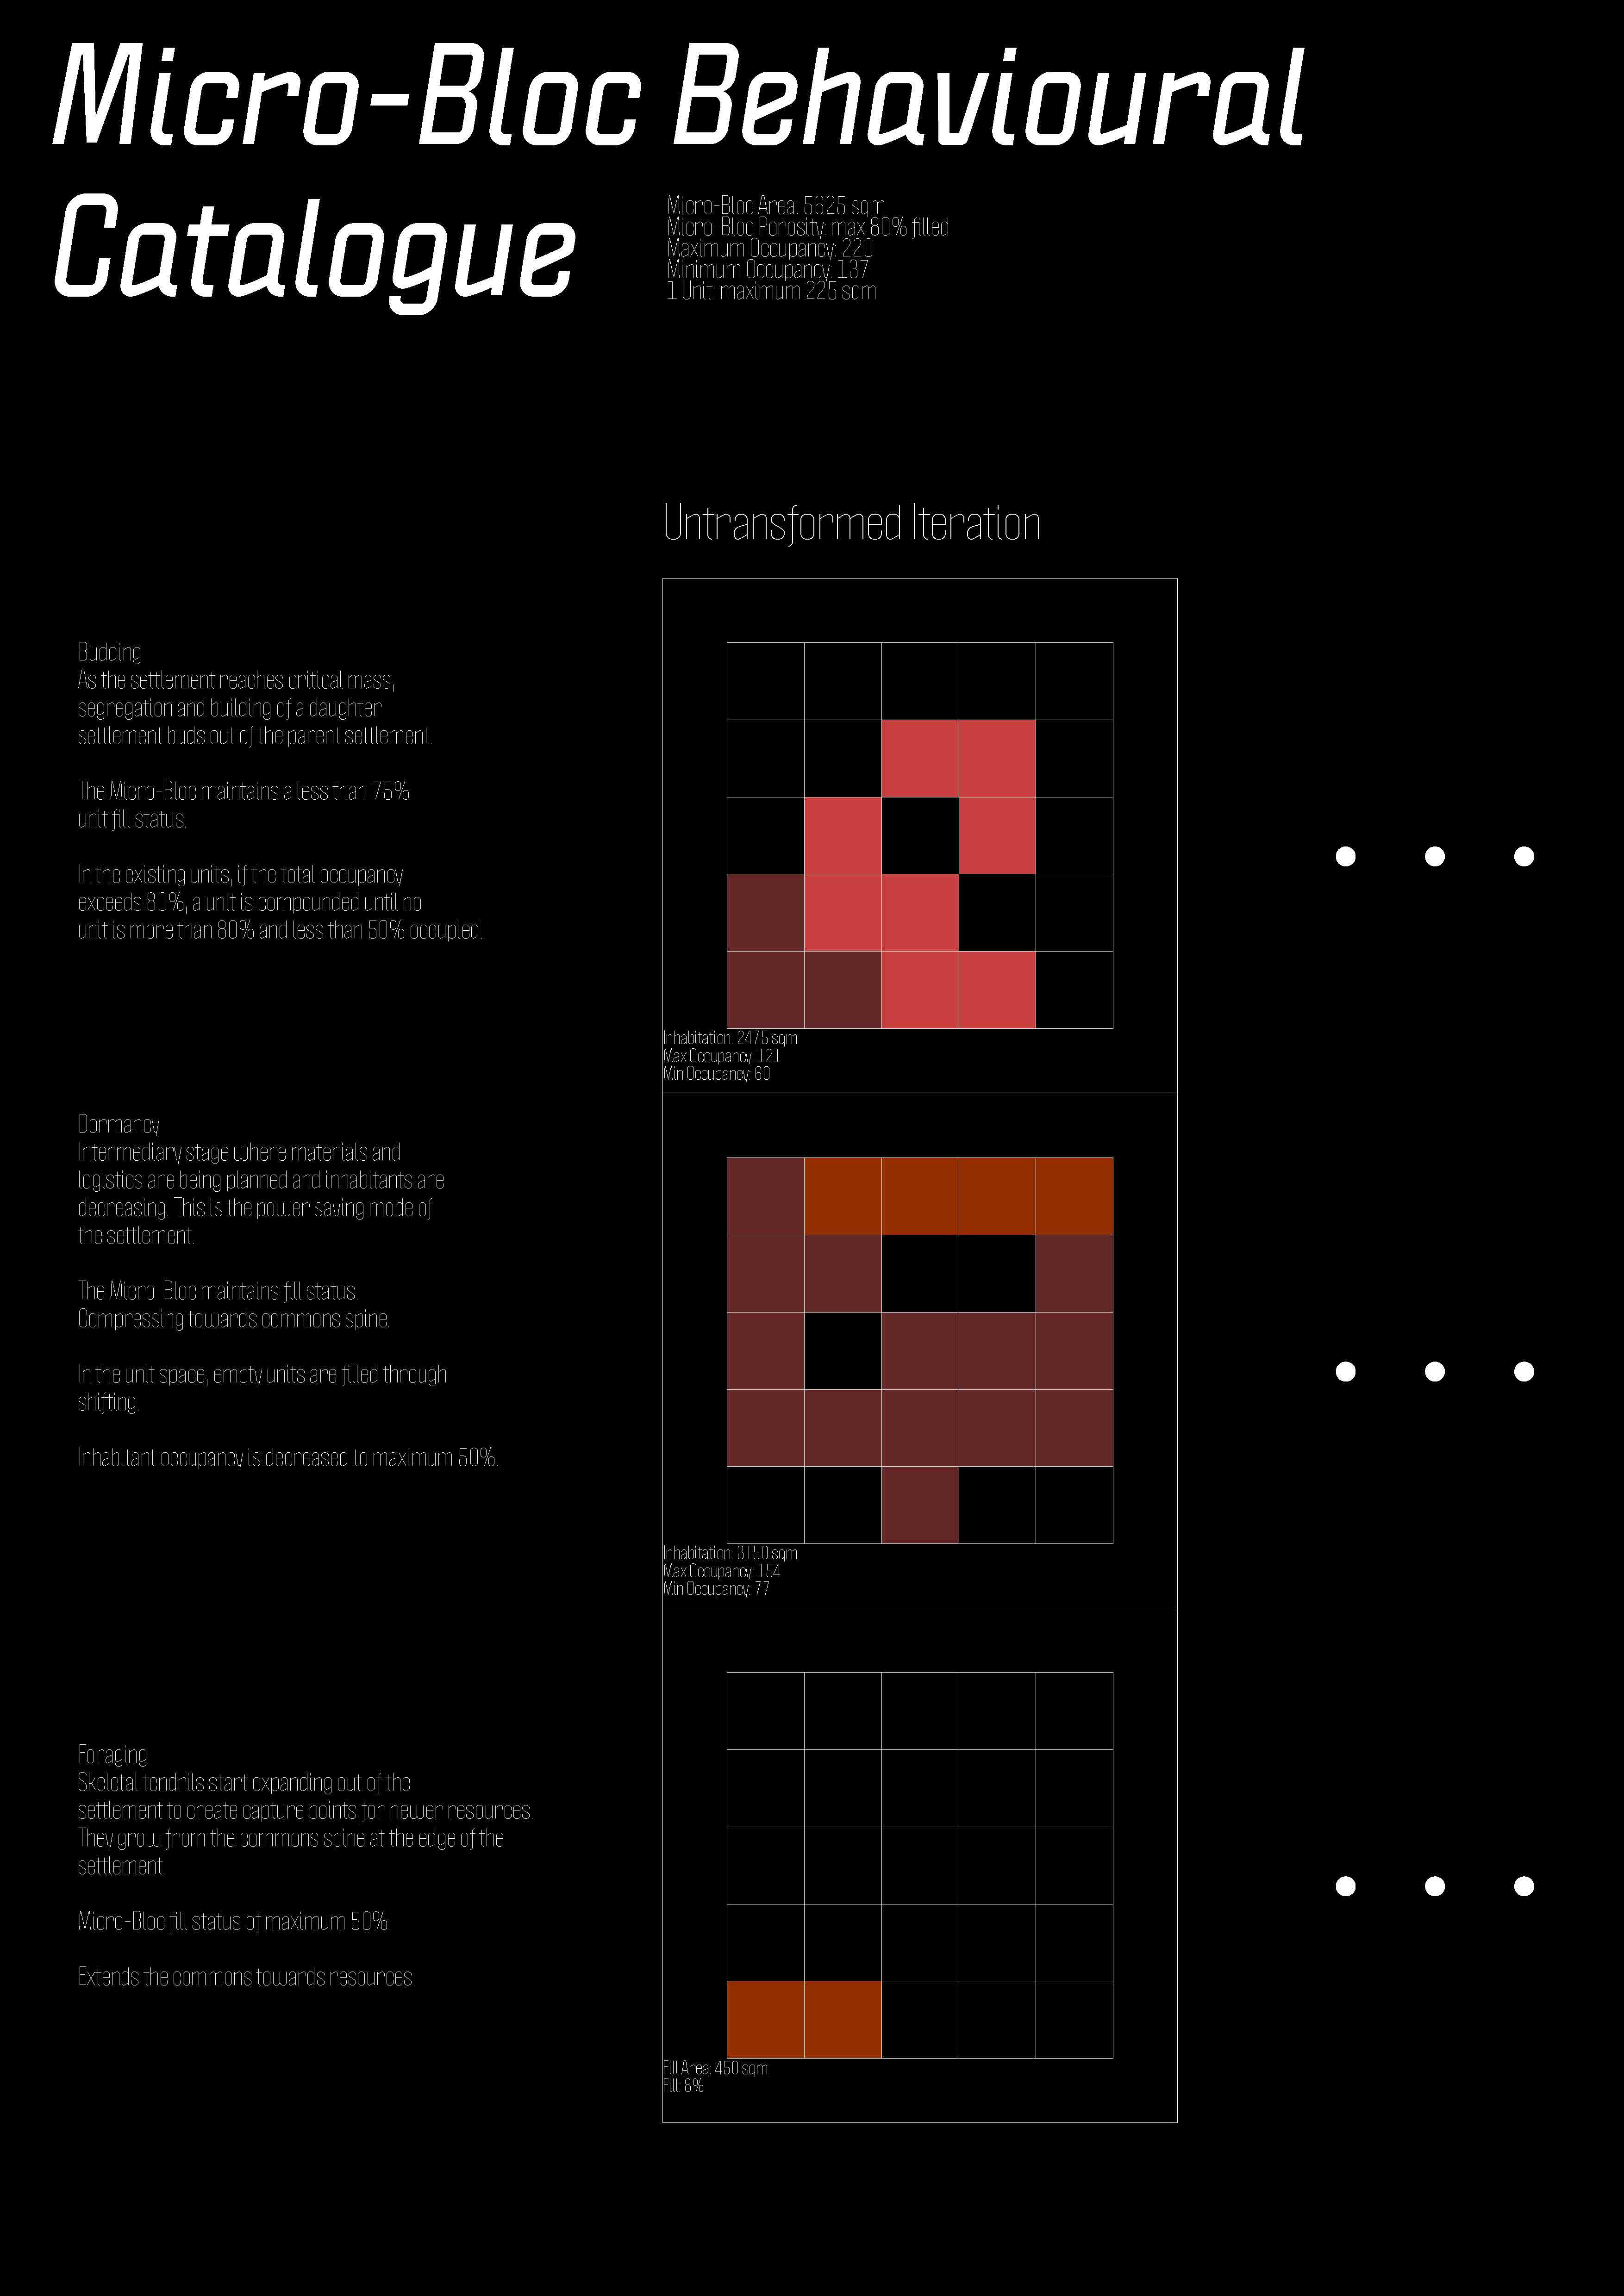 Micro-Bloc Behavioural
Catalogue
Micro-Bloc Area: 5625 sqm
Micro-Bloc Porosity: max 80% filled
Maximum Occupancy: 220
Minimum Occupancy: 137
1 Unit: maximum 225 sqm
Untransformed Iteration
Budding
As the settlement reaches critical mass,
segregation and building of a daughter
settlement buds out of the parent settlement.
The Micro-Bloc maintains a less than 75%
unit fill status.
In the existing units, if the total occupancy
exceeds 80%, a unit is compounded until no
unit is more than 80% and less than 50% occupied.
Inhabitation: 2475 sqm
Max Occupancy: 121
Min Occupancy: 60
Dormancy
Intermediary stage where materials and
logistics are being planned and inhabitants are
decreasing. This is the power saving mode of
the settlement.
The Micro-Bloc maintains fill status.
Compressing towards commons spine.
In the unit space, empty units are filled through
shifting.
Inhabitant occupancy is decreased to maximum 50%.
Inhabitation: 3150 sqm
Max Occupancy: 154
Min Occupancy: 77
Foraging
Skeletal tendrils start expanding out of the
settlement to create capture points for newer resources.
They grow from the commons spine at the edge of the
settlement.
Micro-Bloc fill status of maximum 50%.
Extends the commons towards resources.
Fill Area: 450 sqm
Fill: 8%